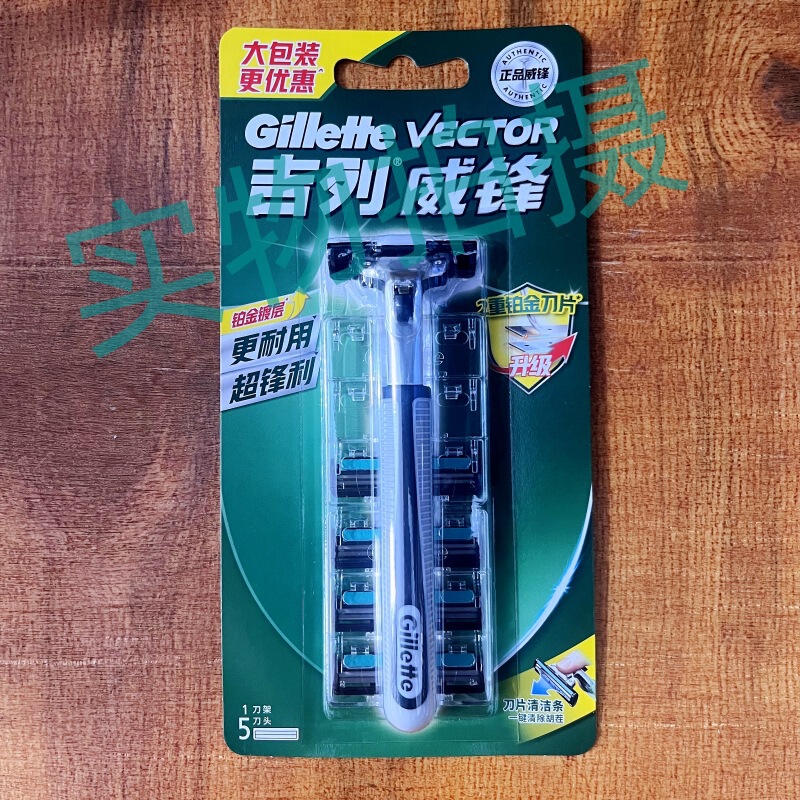 大包装
更优惠^
AUTHENTIC
正品威锋
AUTHENTIC
Gillette VECTOR
吉列® 威锋
实物拍摄
铂金镀层
更耐用
超锋利
重铂金刀片^
升级
Gillette
1 刀架
5 刀头
刀片清洁条
一键清除胡茬